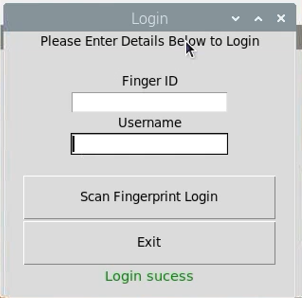 Login
Please Enter Details Below to Login
Finger ID
Username
Scan Fingerprint Login
Exit
Login sucess